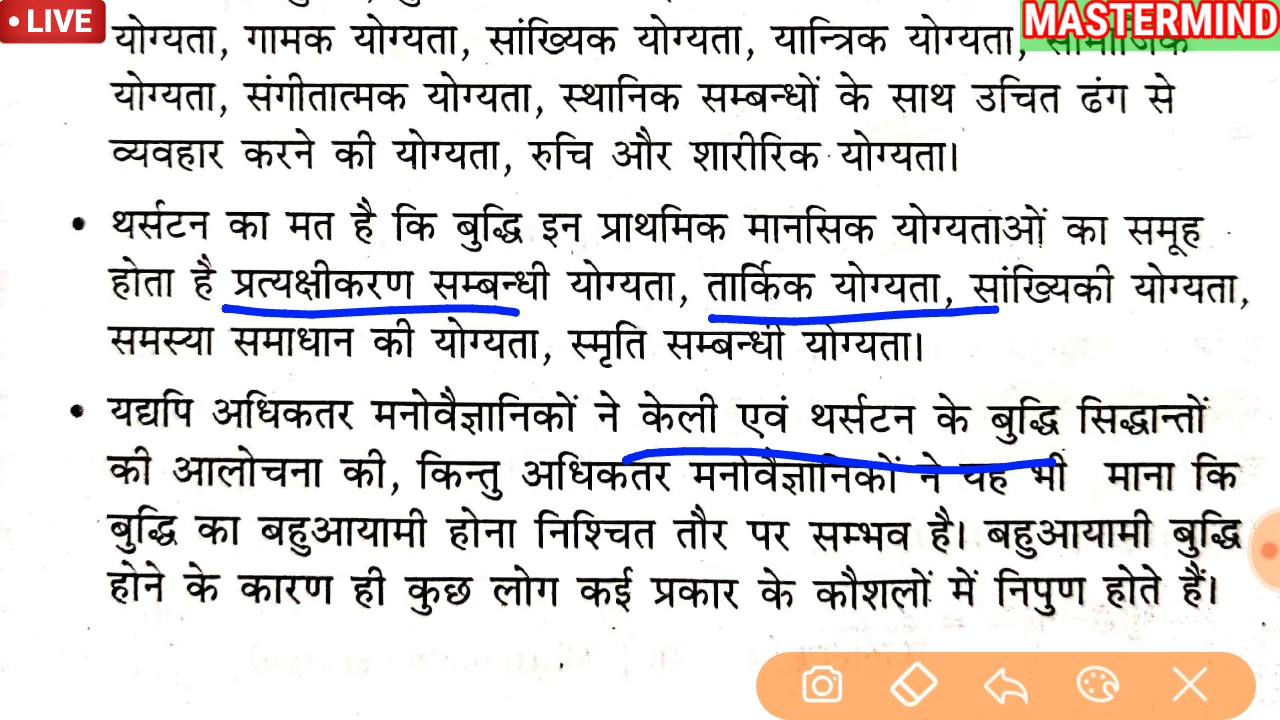 • LIVE
MASTERMIND
योग्यता, गामक योग्यता, सांख्यिक योग्यता, यान्त्रिक योग्यता, सामाजिक
योग्यता, संगीतात्मक योग्यता, स्थानिक सम्बन्धों के साथ उचित ढंग से
व्यवहार करने की योग्यता, रुचि और शारीरिक योग्यता।
• थर्सटन का मत है कि बुद्धि इन प्राथमिक मानसिक योग्यताओं का समूह
होता है प्रत्यक्षीकरण सम्बन्धी योग्यता, तार्किक योग्यता, सांख्यिकी योग्यता,
समस्या समाधान की योग्यता, स्मृति सम्बन्धी योग्यता।
• यद्यपि अधिकतर मनोवैज्ञानिकों ने केली एवं थर्सटन के बुद्धि सिद्धान्तों
की आलोचना की, किन्तु अधिकतर मनोवैज्ञानिकों ने यह भी माना कि
बुद्धि का बहुआयामी होना निश्चित तौर पर सम्भव है। बहुआयामी बुद्धि
होने के कारण ही कुछ लोग कई प्रकार के कौशलों में निपुण होते हैं।